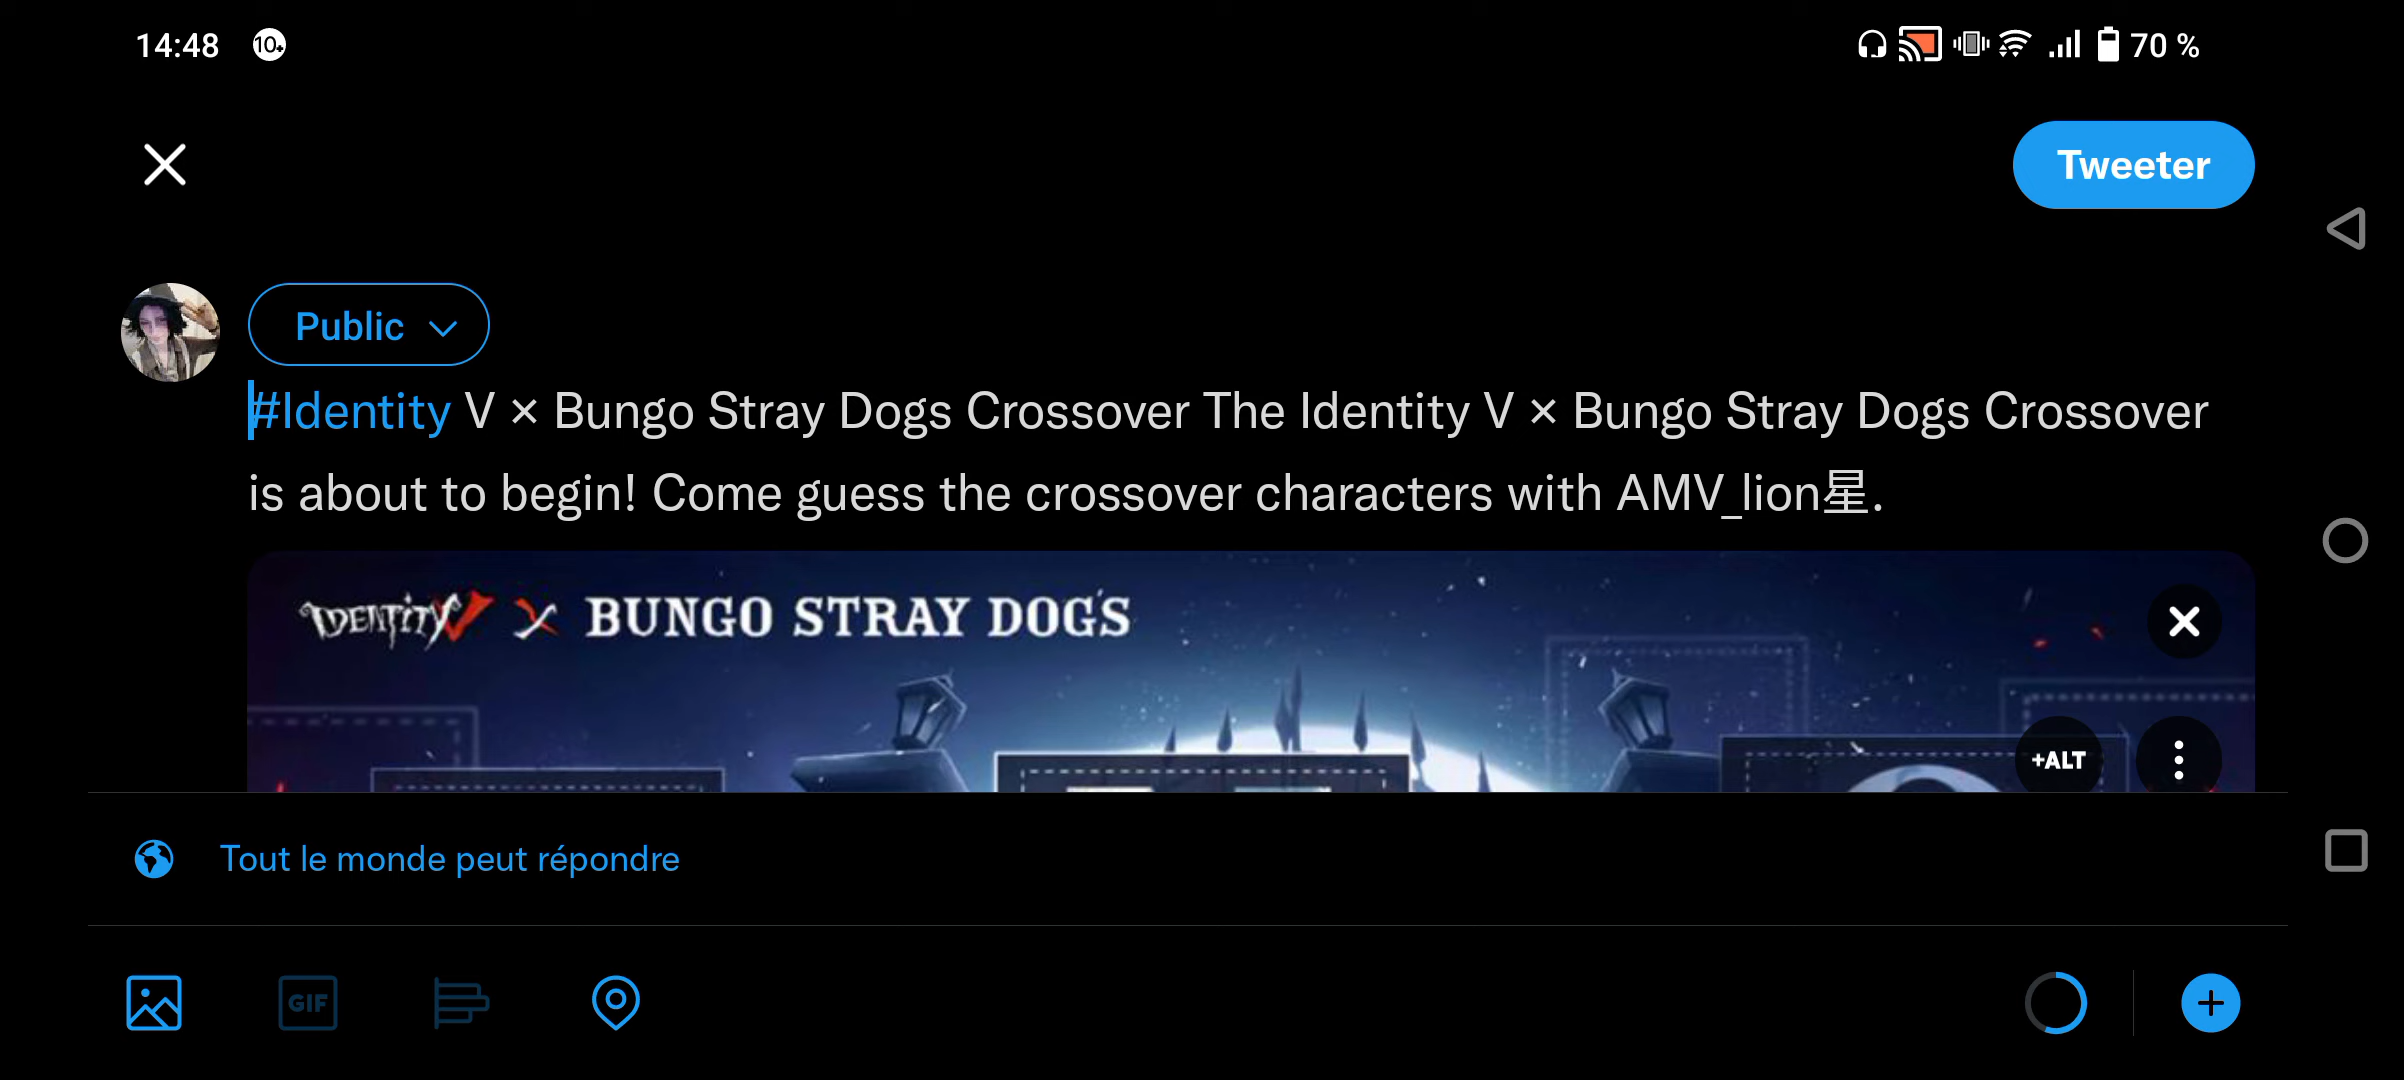 14:48 10+ 70 %
Tweeter
Public
#Identity V × Bungo Stray Dogs Crossover The Identity V × Bungo Stray Dogs Crossover
is about to begin! Come guess the crossover characters with AMV_lion星.
IDENTITY V X BUNGO STRAY DOGS
+ALT
Tout le monde peut répondre
GIF